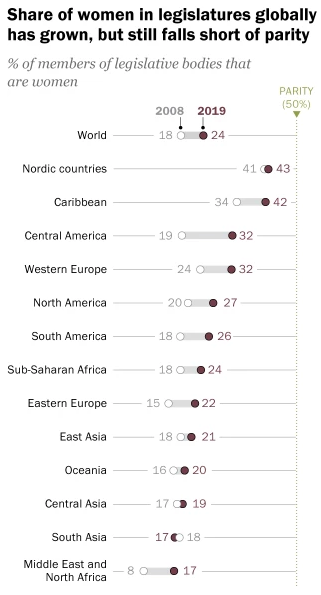 Share of women in legislatures globally
has grown, but still falls short of parity
% of members of legislative bodies that
are women
PARITY
(50%)
2008 2019
World 18 24
Nordic countries 41 43
Caribbean 34 42
Central America 19 32
Western Europe 24 32
North America 20 27
South America 18 26
Sub-Saharan Africa 18 24
Eastern Europe 15 22
East Asia 18 21
Oceania 16 20
Central Asia 17 19
South Asia 17 18
Middle East and
North Africa 8 17